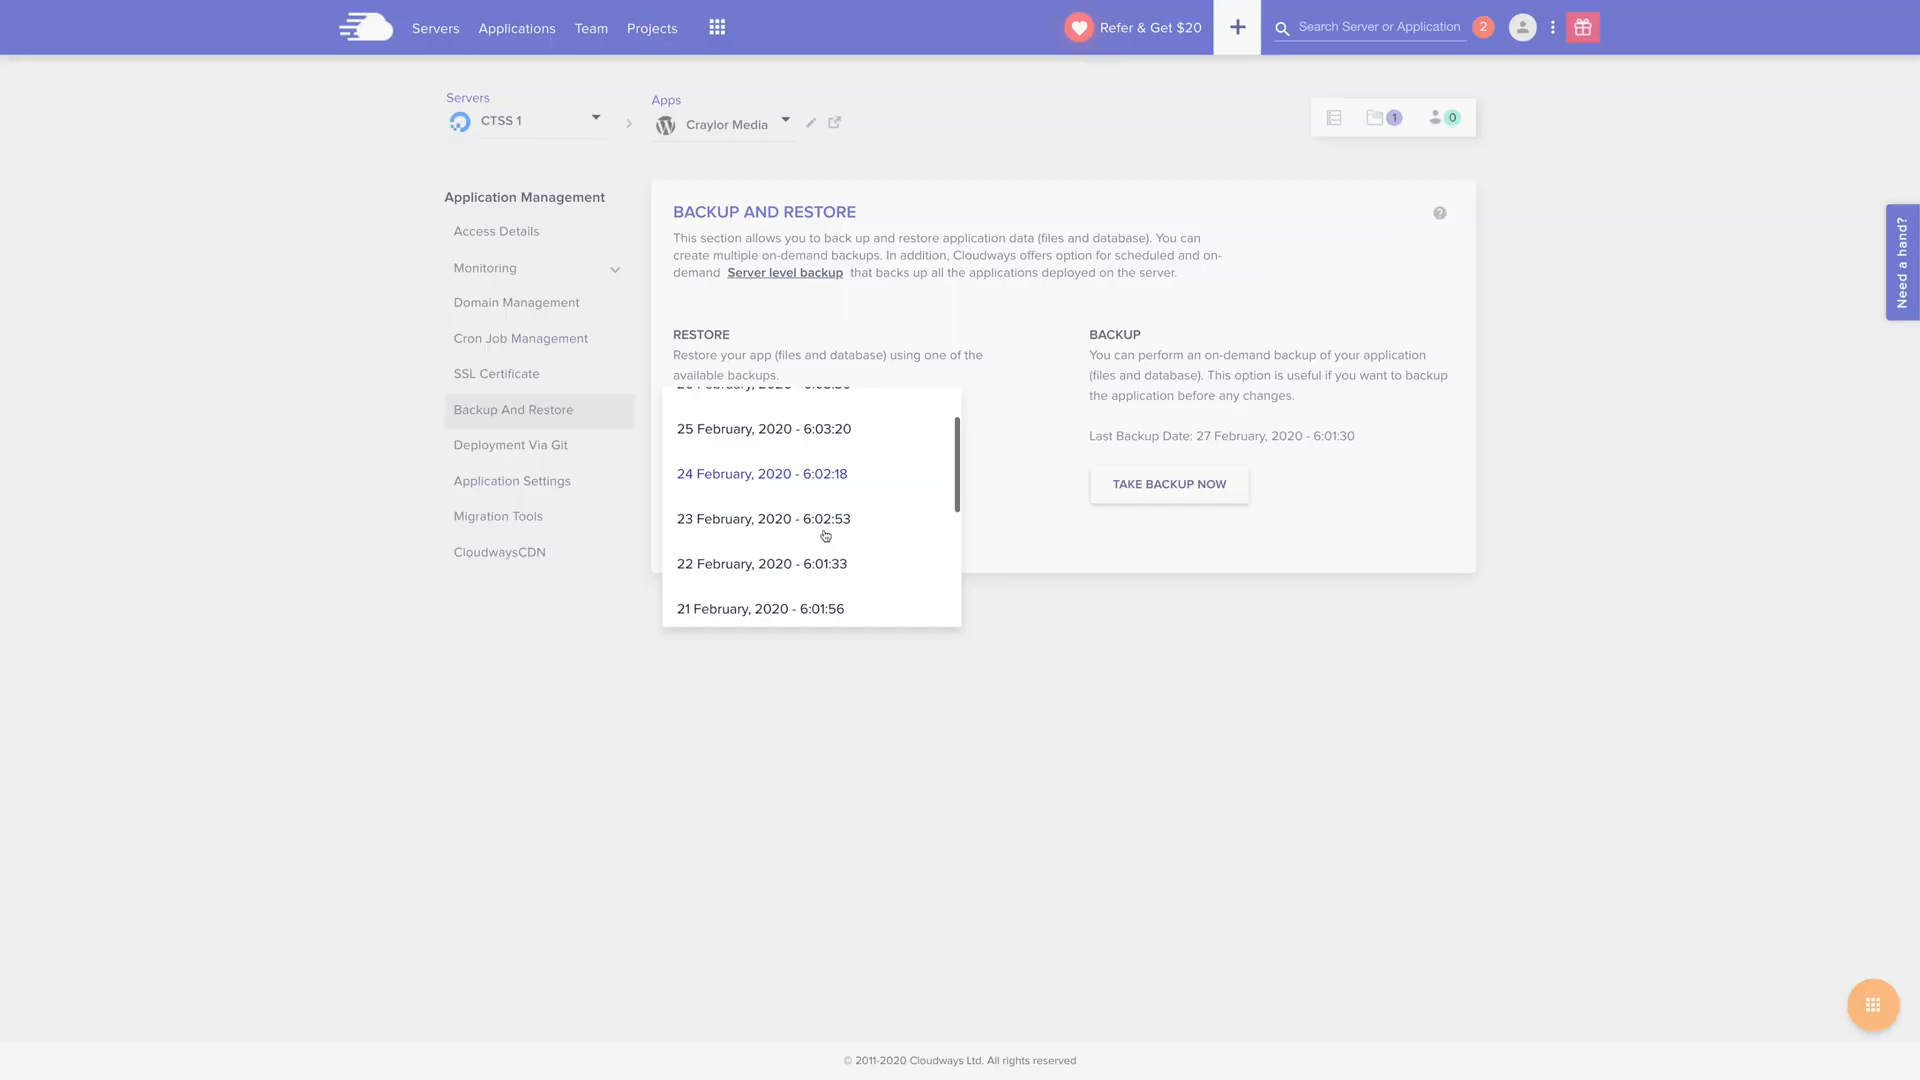 Servers
Applications
Team
Projects
Refer & Get $20
+
Search Server or Application
2
Servers
CTSS 1
Apps
Craylor Media
1
0
Application Management
Access Details
Monitoring
Domain Management
Cron Job Management
SSL Certificate
Backup And Restore
Deployment Via Git
Application Settings
Migration Tools
CloudwaysCDN
BACKUP AND RESTORE
?
This section allows you to back up and restore application data (files and database). You can
create multiple on-demand backups. In addition, Cloudways offers option for scheduled and on-
demand Server level backup that backs up all the applications deployed on the server.
RESTORE
Restore your app (files and database) using one of the
available backups.
25 February, 2020 - 6:03:20
24 February, 2020 - 6:02:18
23 February, 2020 - 6:02:53
22 February, 2020 - 6:01:33
21 February, 2020 - 6:01:56
BACKUP
You can perform an on-demand backup of your application
(files and database). This option is useful if you want to backup
the application before any changes.
Last Backup Date: 27 February, 2020 - 6:01:30
TAKE BACKUP NOW
Need a hand?
© 2011-2020 Cloudways Ltd. All rights reserved